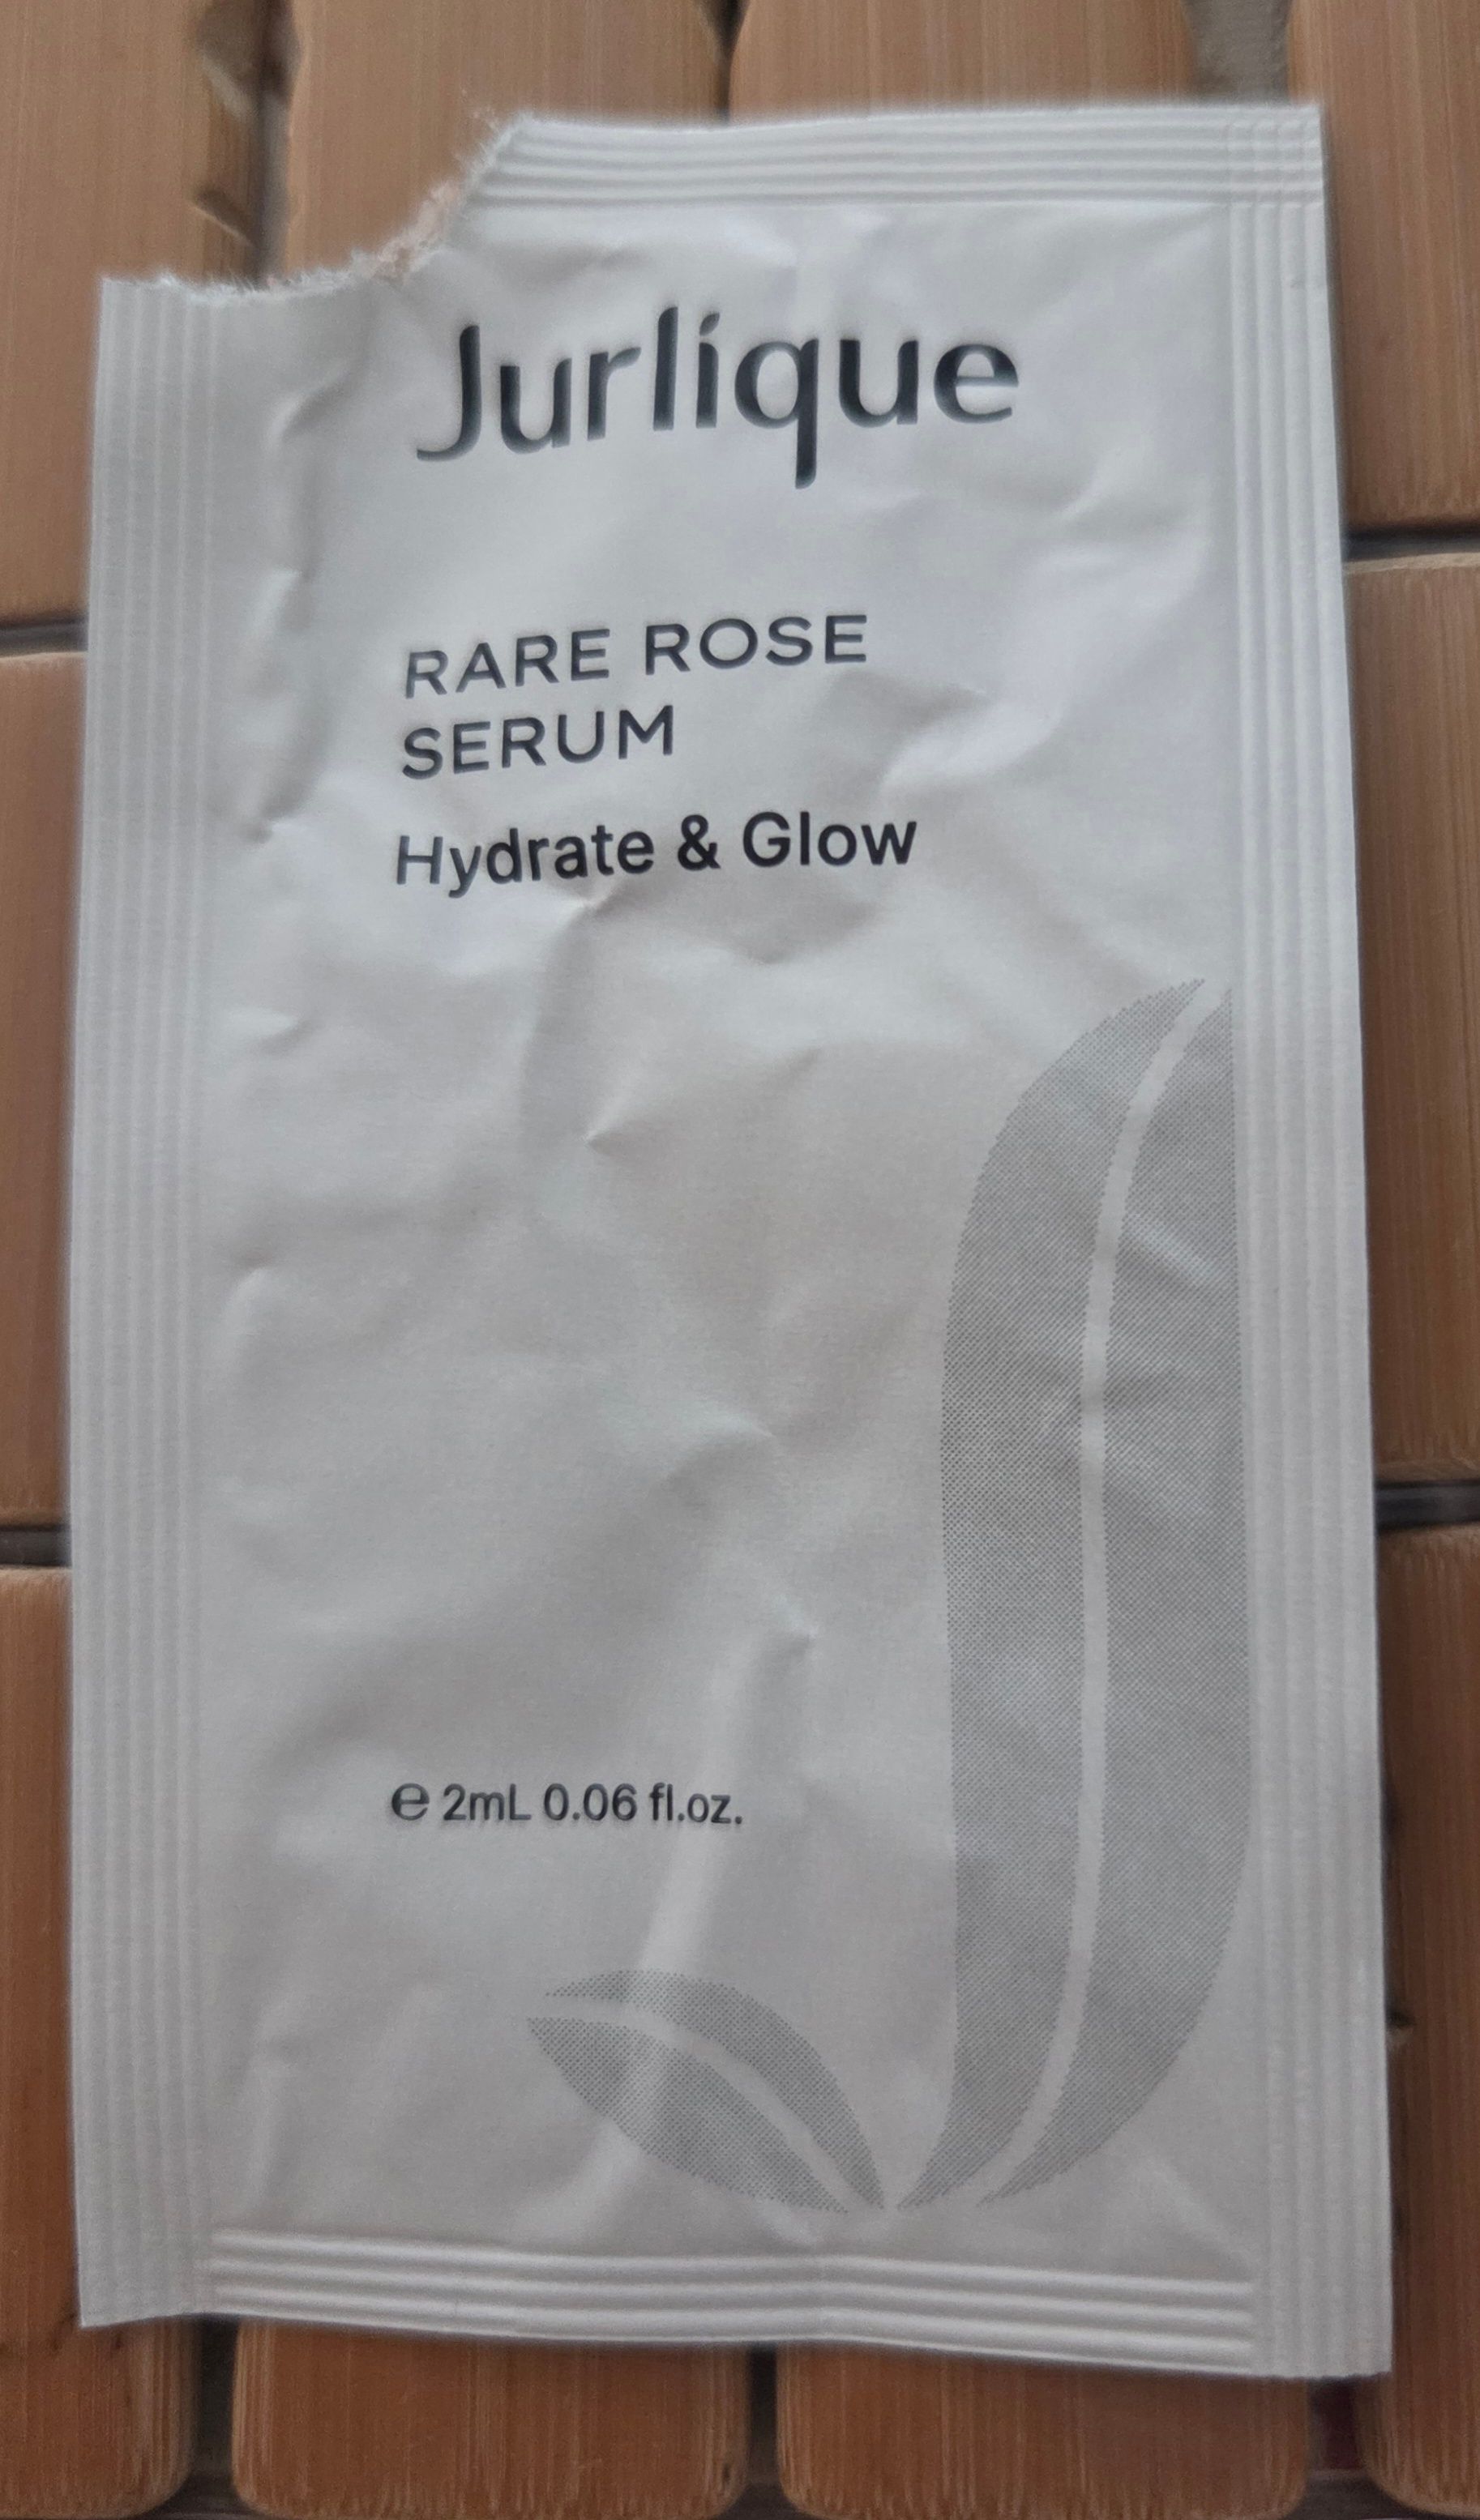 Jurlique
RARE ROSE
SERUM
Hydrate & Glow
℮ 2mL 0.06 fl.oz.